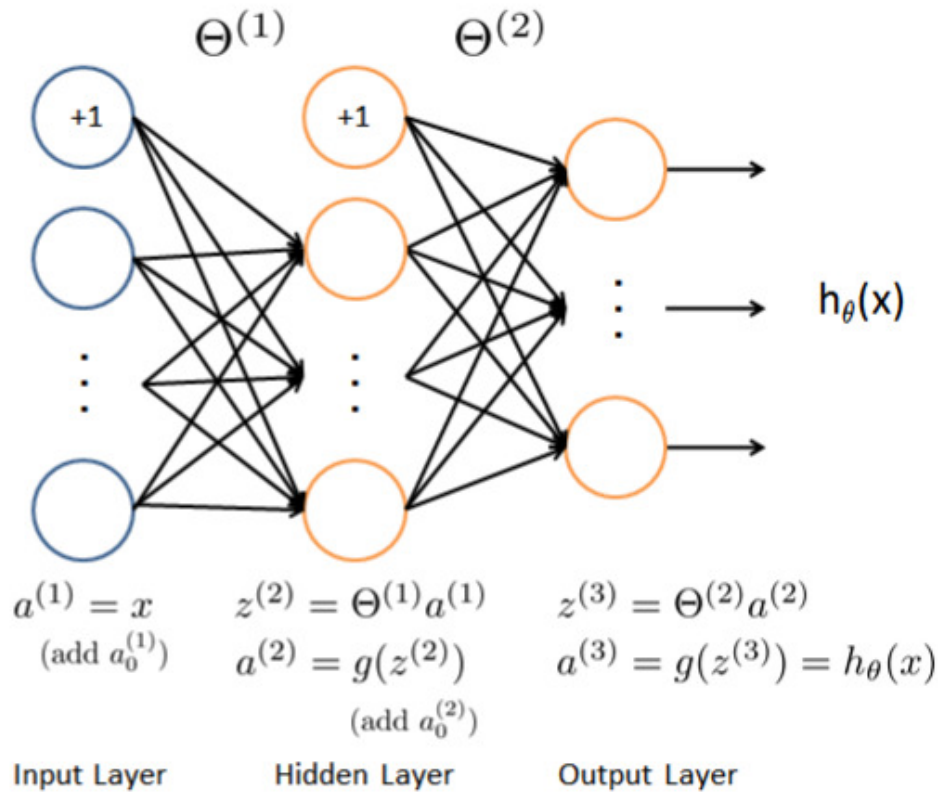 Θ^(1) Θ^(2)
+1 +1
h_θ(x)
a^(1) = x z^(2) = Θ^(1)a^(1) z^(3) = Θ^(2)a^(2)
(add a_0^(1)) a^(2) = g(z^(2)) a^(3) = g(z^(3)) = h_θ(x)
(add a_0^(2))
Input Layer Hidden Layer Output Layer